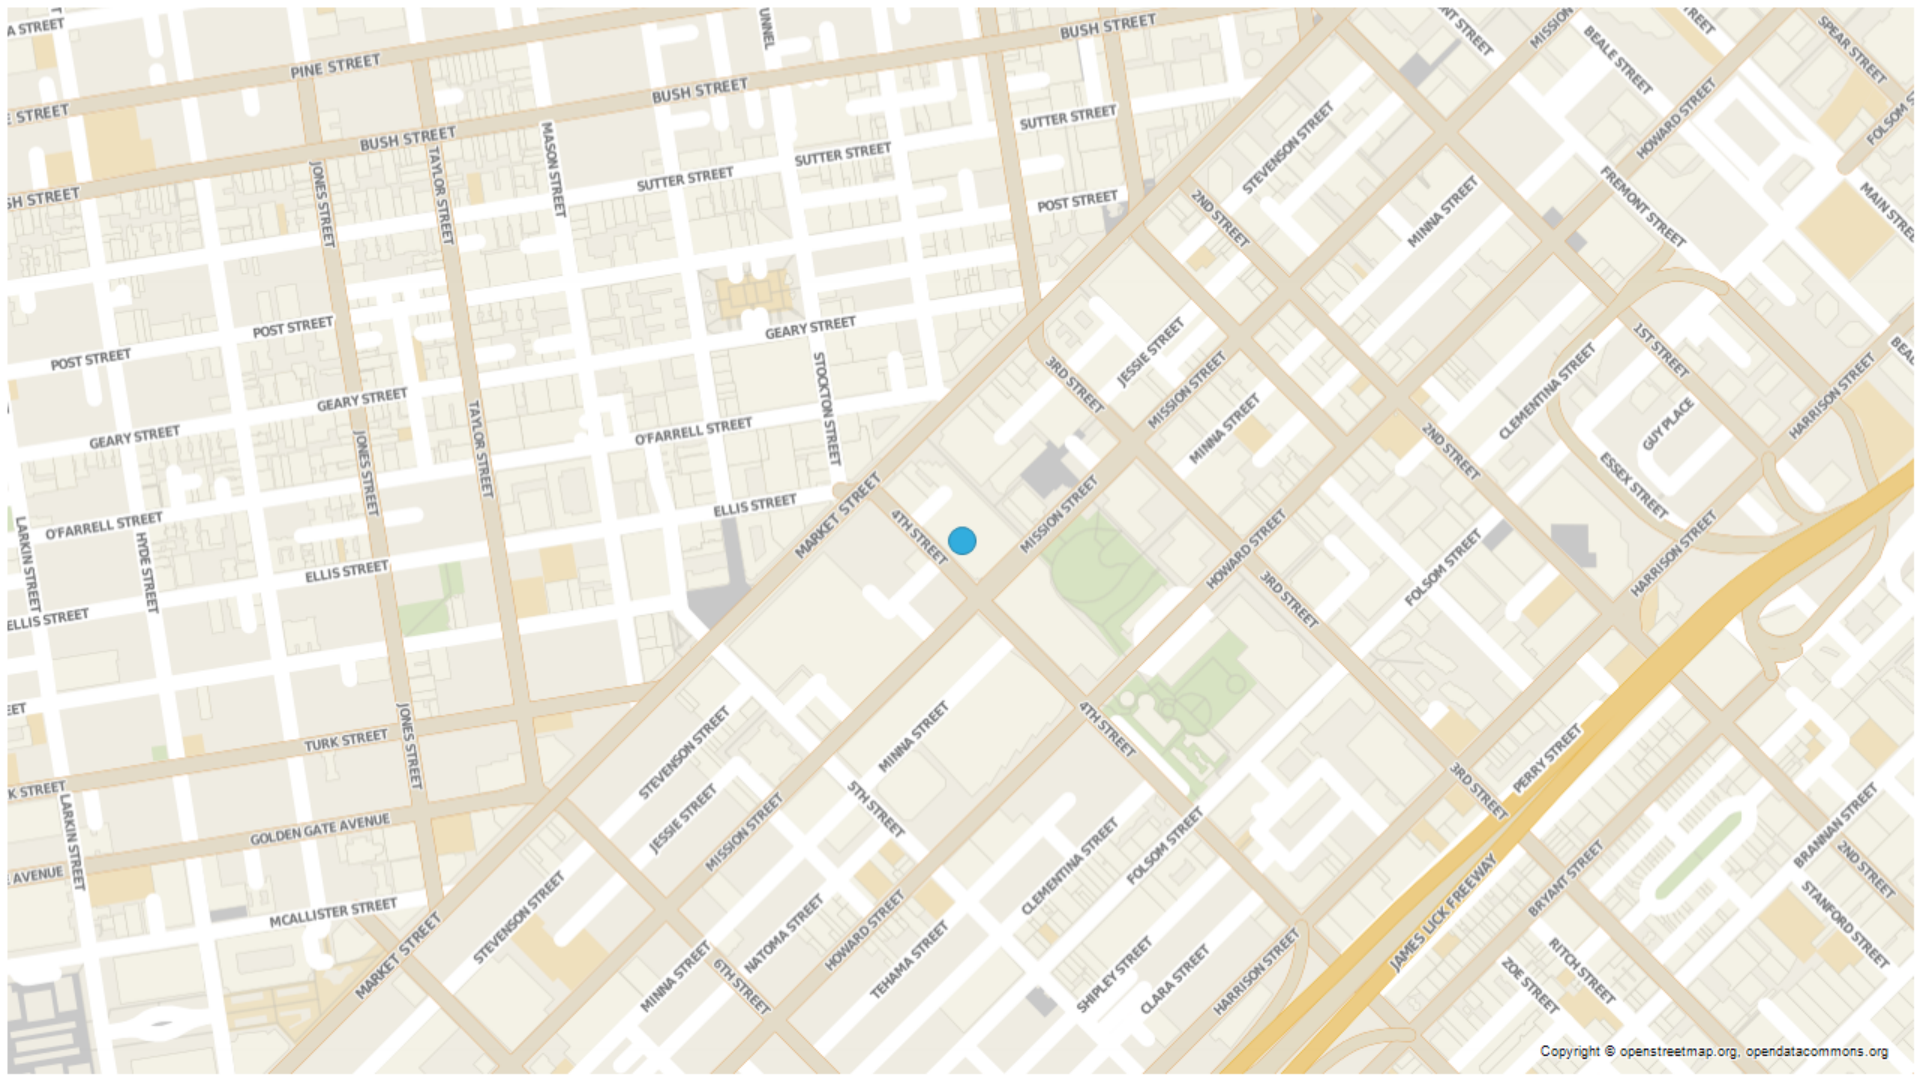 A STREET
PINE STREET
BUSH STREET
BUSH STREET
BUSH STREET
STREET
SH STREET
UNNEL
MISSION
BEALE STREET
SPEAR STREET
HOWARD STREET
FOLSOM S
JONES STREET
TAYLOR STREET
MASON STREET
SUTTER STREET
SUTTER STREET
SUTTER STREET
STEVENSON STREET
POST STREET
2ND STREET
MINNA STREET
FREMONT STREET
MAIN STREE
POST STREET
POST STREET
GEARY STREET
GEARY STREET
GEARY STREET
STOCKTON STREET
3RD STREET
JESSIE STREET
MISSION STREET
MINNA STREET
CLEMENTINA STREET
1ST STREET
HARRISON STREET
BEAL
GUY PLACE
ESSEX STREET
2ND STREET
O'FARRELL STREET
O'FARRELL STREET
JONES STREET
TAYLOR STREET
LARKIN STREET
HYDE STREET
ELLIS STREET
ELLIS STREET
ELLIS STREET
MARKET STREET
4TH STREET
MISSION STREET
HOWARD STREET
3RD STREET
FOLSOM STREET
HARRISON STREET
EET
TURK STREET
JONES STREET
K STREET
LARKIN STREET
GOLDEN GATE AVENUE
AVENUE
MCALLISTER STREET
MARKET STREET
STEVENSON STREET
STEVENSON STREET
JESSIE STREET
MISSION STREET
MINNA STREET
5TH STREET
4TH STREET
MINNA STREET
NATOMA STREET
6TH STREET
HOWARD STREET
TEHAMA STREET
CLEMENTINA STREET
FOLSOM STREET
SHIPLEY STREET
CLARA STREET
HARRISON STREET
3RD STREET
PERRY STREET
JAMES LICK FREEWAY
BRYANT STREET
BRANNAN STREET
2ND STREET
STANFORD STREET
RITCH STREET
ZOE STREET
Copyright © openstreetmap.org, opendatacommons.org